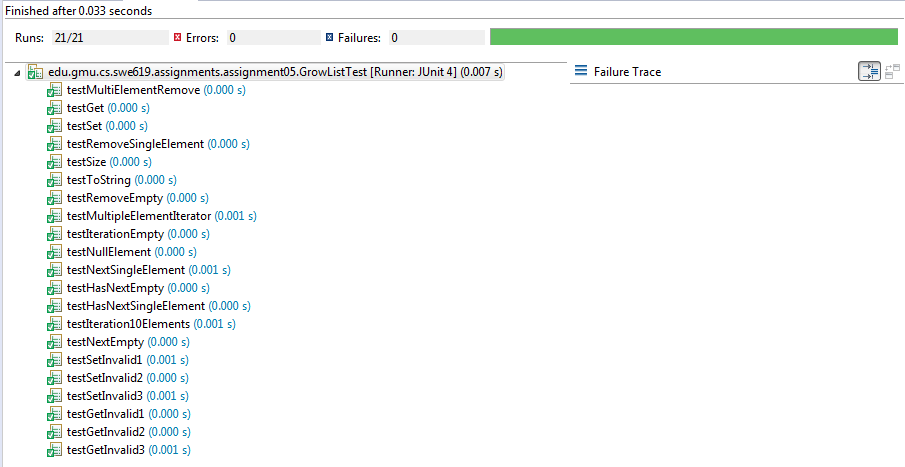 Finished after 0.033 seconds
Runs: 21/21 Errors: 0 Failures: 0
edu.gmu.cs.swe619.assignments.assignment05.GrowListTest [Runner: JUnit 4] (0.007 s)
Failure Trace
testMultiElementRemove (0.000 s)
testGet (0.000 s)
testSet (0.000 s)
testRemoveSingleElement (0.000 s)
testSize (0.000 s)
testToString (0.000 s)
testRemoveEmpty (0.000 s)
testMultipleElementIterator (0.001 s)
testIterationEmpty (0.000 s)
testNullElement (0.000 s)
testNextSingleElement (0.001 s)
testHasNextEmpty (0.000 s)
testHasNextSingleElement (0.000 s)
testIteration10Elements (0.001 s)
testNextEmpty (0.000 s)
testSetInvalid1 (0.001 s)
testSetInvalid2 (0.000 s)
testSetInvalid3 (0.001 s)
testGetInvalid1 (0.000 s)
testGetInvalid2 (0.000 s)
testGetInvalid3 (0.001 s)